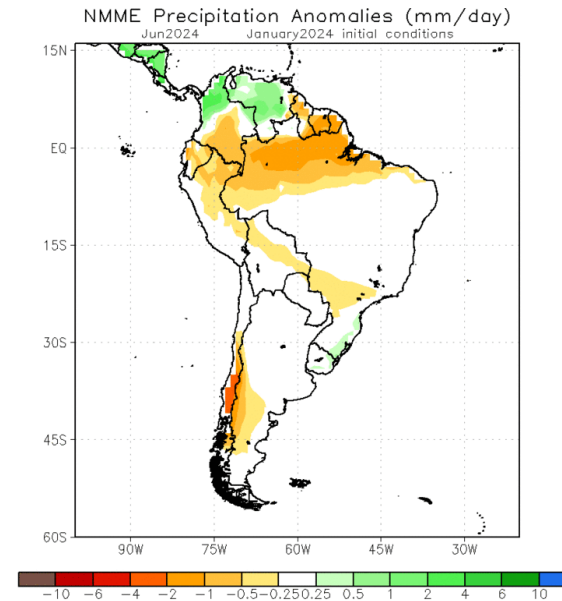 NMME Precipitation Anomalies (mm/day)
Jun2024 January2024 initial conditions
15N
EQ
15S
30S
45S
60S
90W 75W 60W 45W 30W
-10 -6 -4 -2 -1 -0.5 -0.25 0.25 0.5 1 2 4 6 10